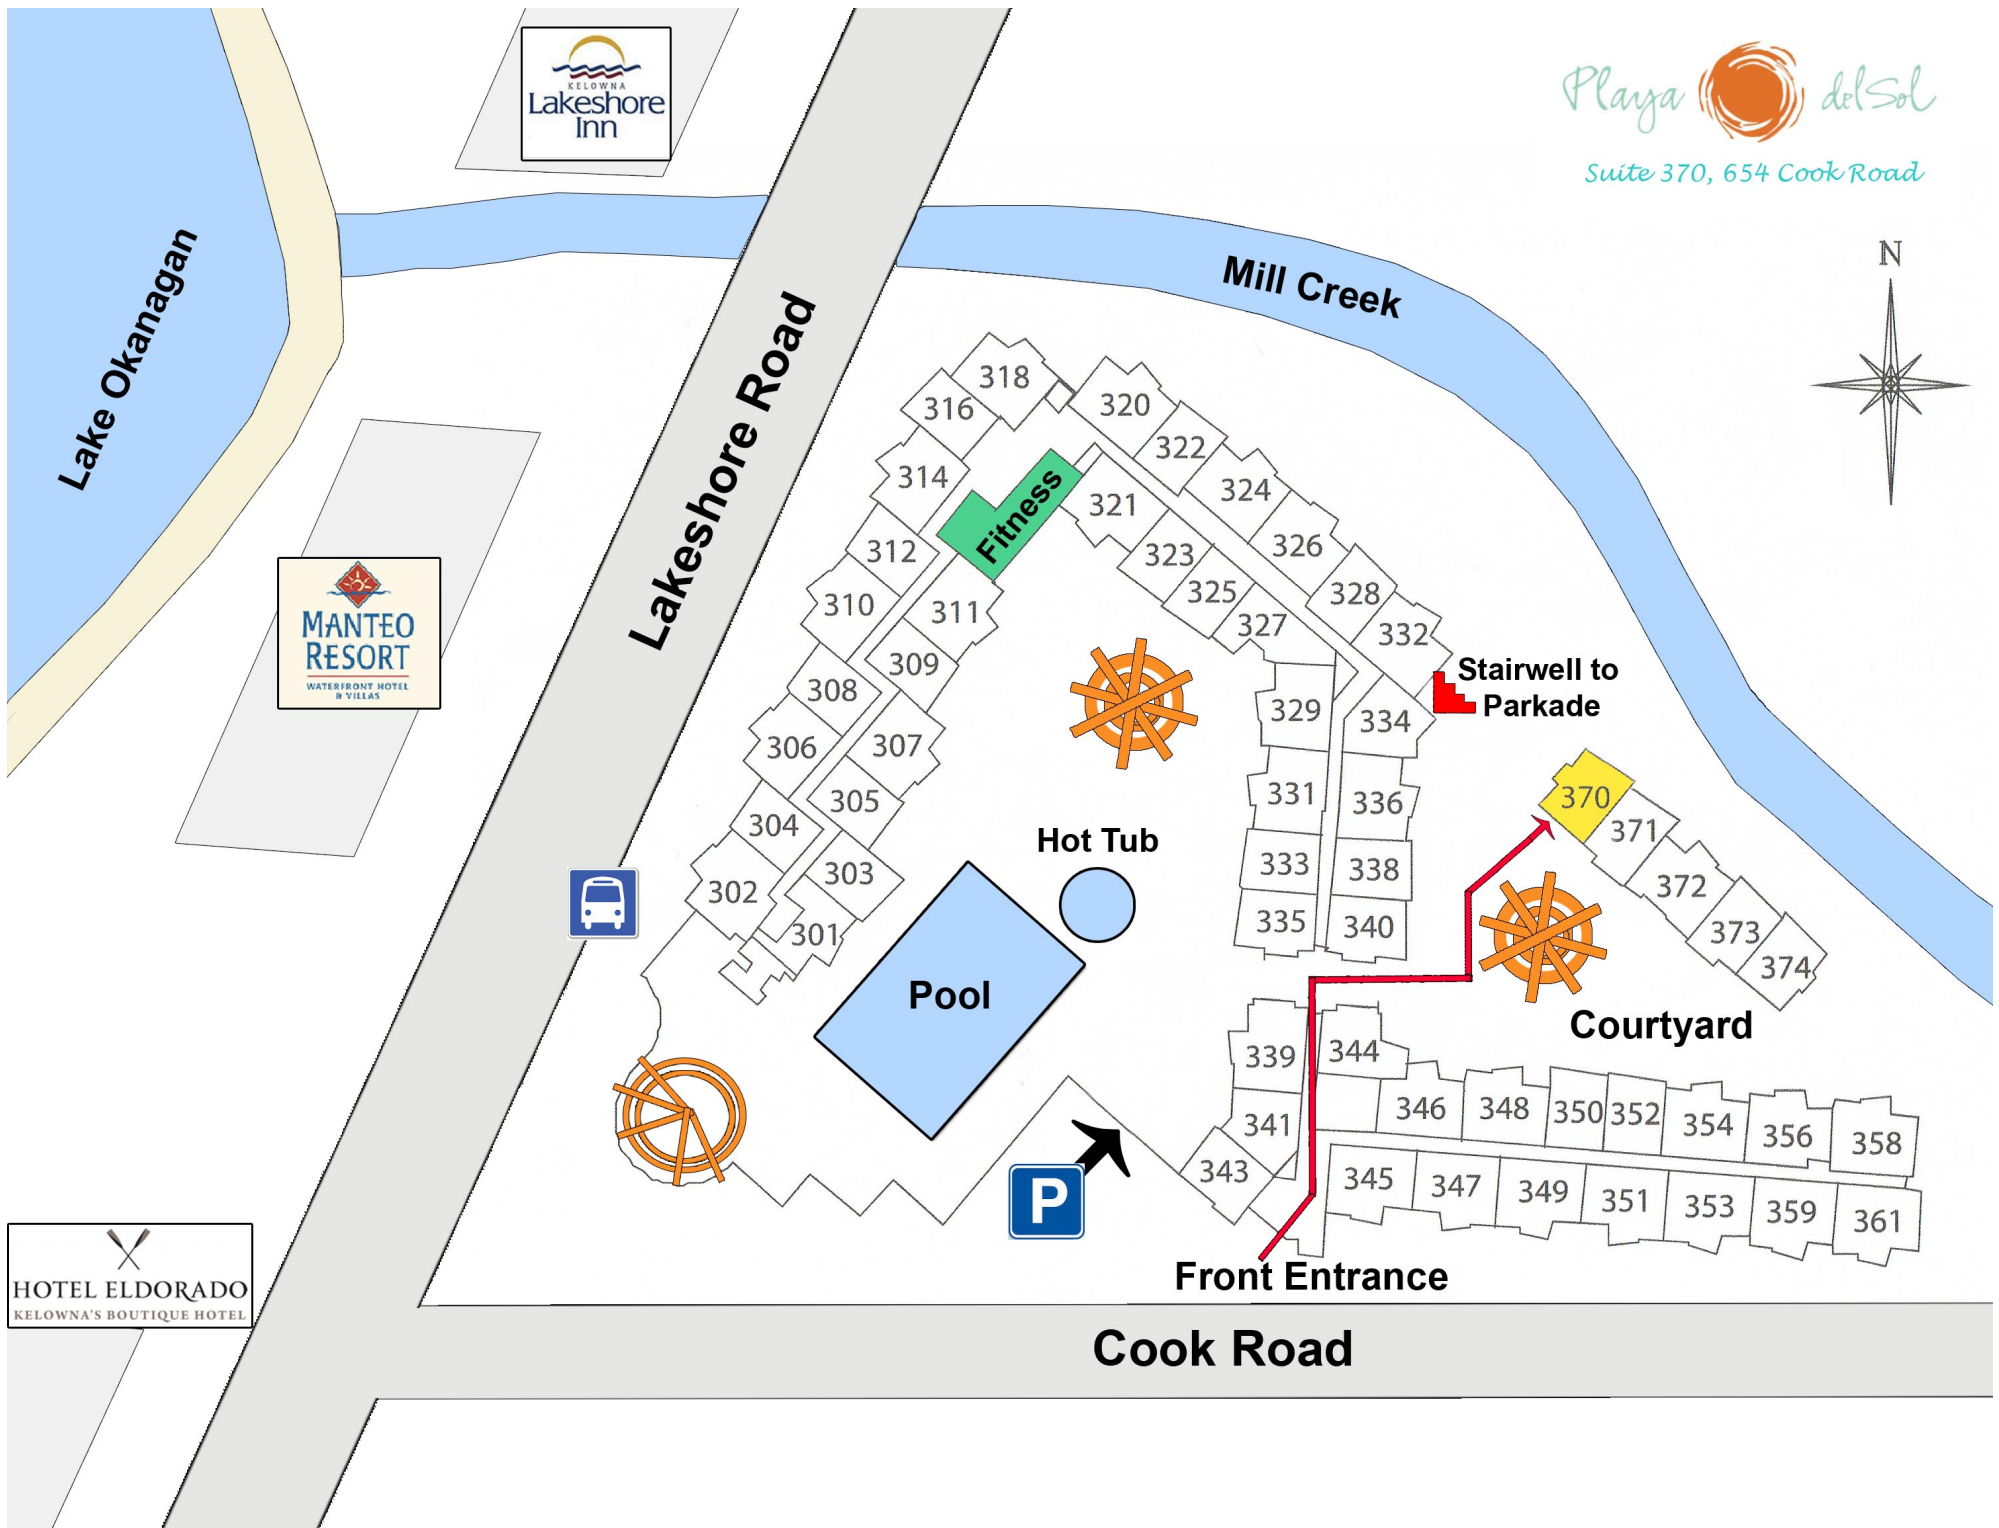 KELOWNA
Lakeshore
Inn
Playa del Sol
Suite 370, 654 Cook Road
N
Lake Okanagan
Lakeshore Road
Mill Creek
MANTEO
RESORT
WATERFRONT HOTEL
& VILLAS
318
316
314
312
310
308
306
304
302
Fitness
311
309
307
305
303
301
320
322
324
326
328
332
334
336
338
340
321
323
325
327
329
331
333
335
Stairwell to
Parkade
370
371
372
373
374
Hot Tub
Pool
Courtyard
339
341
343
344
346
348
350
352
354
356
358
345
347
349
351
353
359
361
P
Front Entrance
HOTEL ELDORADO
KELOWNA'S BOUTIQUE HOTEL
Cook Road